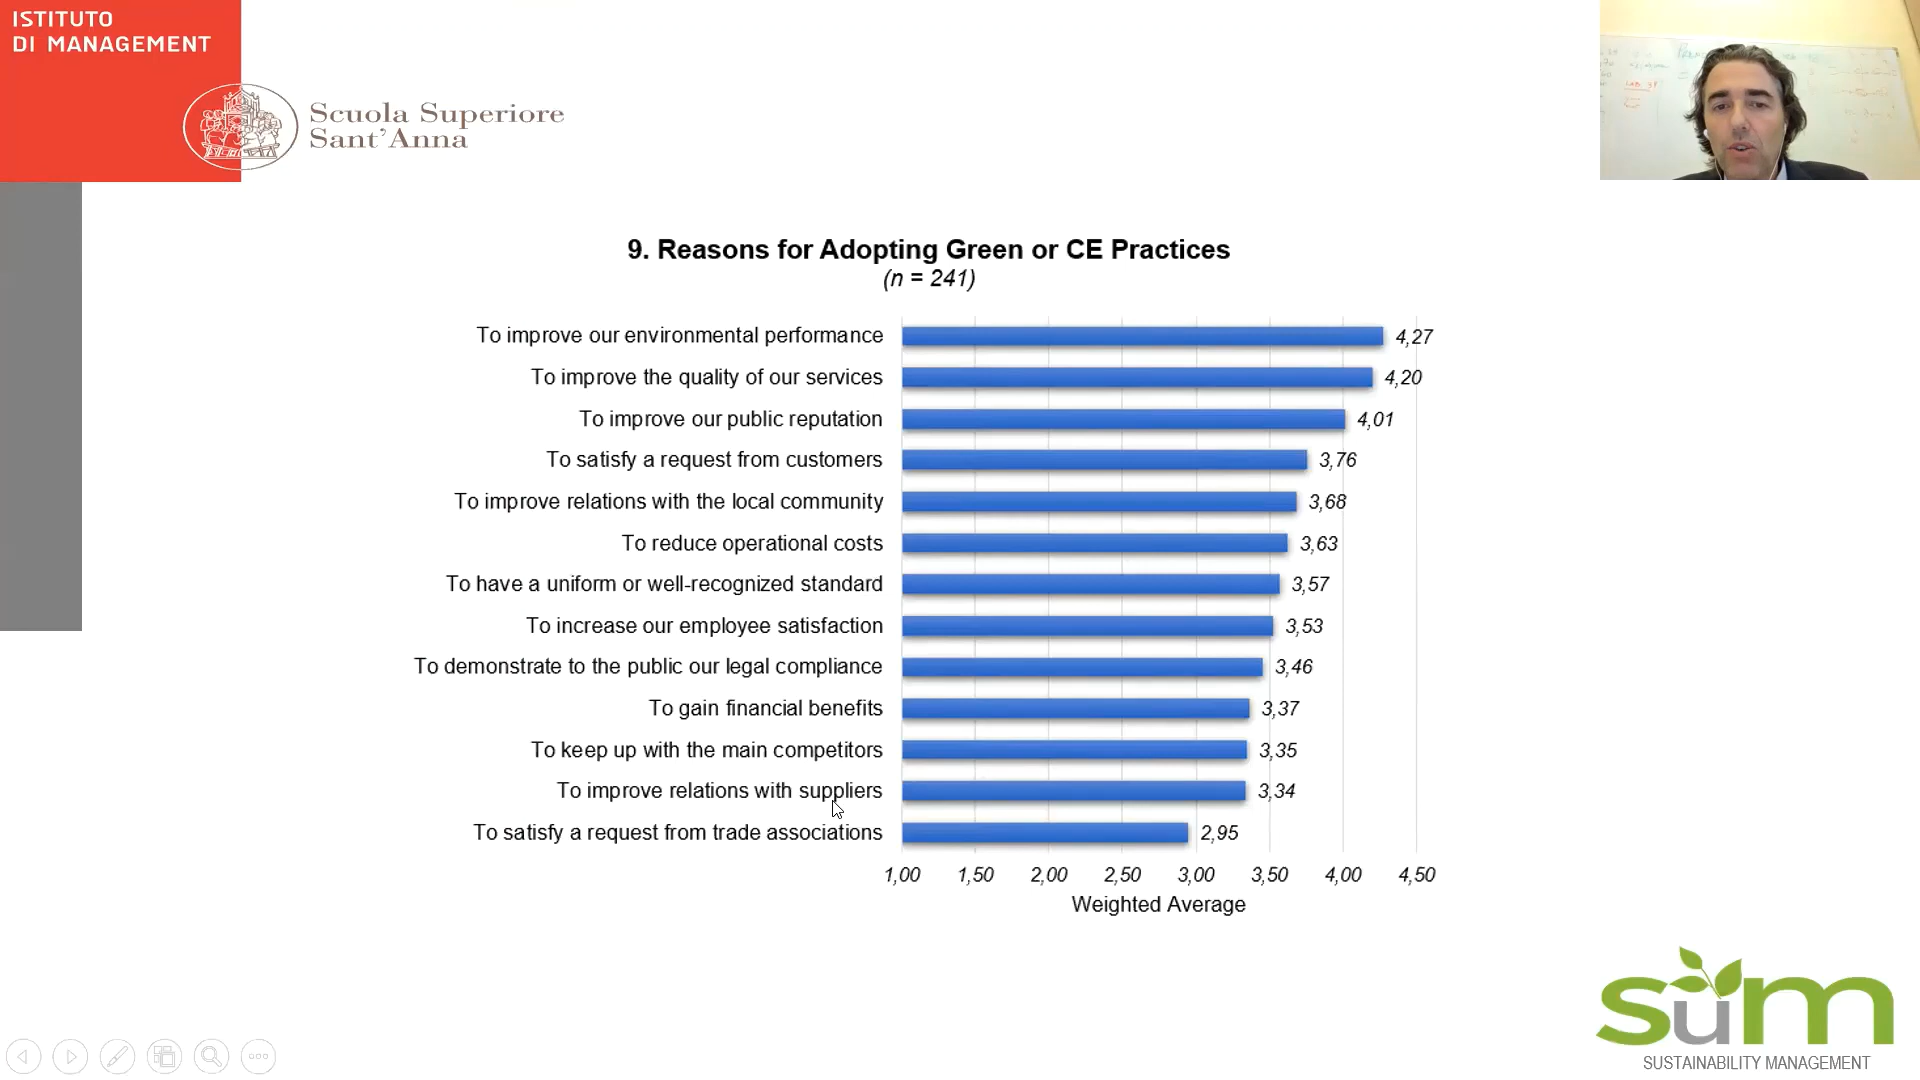 ISTITUTO
DI MANAGEMENT
Scuola Superiore
Sant'Anna
9. Reasons for Adopting Green or CE Practices
(n = 241)
To improve our environmental performance 4,27
To improve the quality of our services 4,20
To improve our public reputation 4,01
To satisfy a request from customers 3,76
To improve relations with the local community 3,68
To reduce operational costs 3,63
To have a uniform or well-recognized standard 3,57
To increase our employee satisfaction 3,53
To demonstrate to the public our legal compliance 3,46
To gain financial benefits 3,37
To keep up with the main competitors 3,35
To improve relations with suppliers 3,34
To satisfy a request from trade associations 2,95
1,00 1,50 2,00 2,50 3,00 3,50 4,00 4,50
Weighted Average
sum
SUSTAINABILITY MANAGEMENT